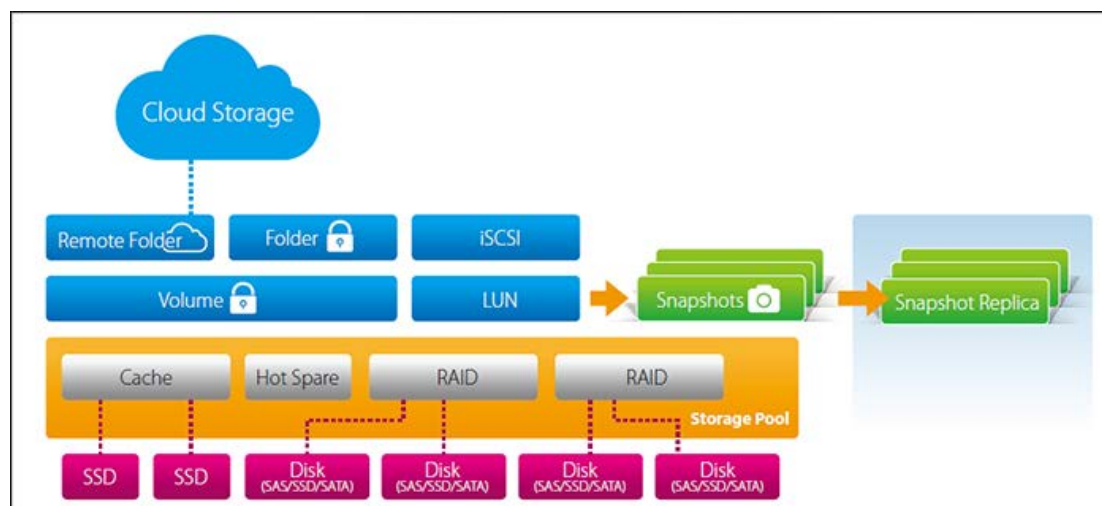 Cloud Storage
Remote Folder
Folder
iSCSI
Volume
LUN
Snapshots
Snapshot Replica
Cache
Hot Spare
RAID
RAID
Storage Pool
SSD
SSD
Disk
(SAS/SSD/SATA)
Disk
(SAS/SSD/SATA)
Disk
(SAS/SSD/SATA)
Disk
(SAS/SSD/SATA)